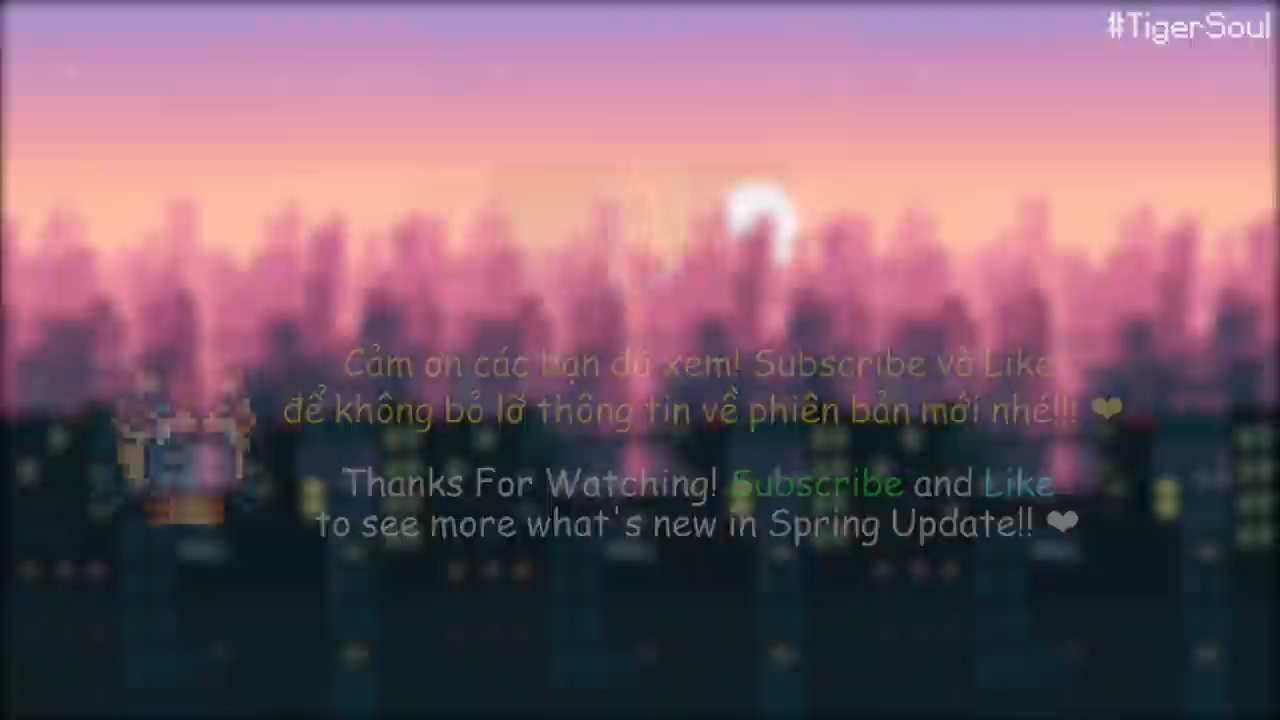 #TigerSoul
Cảm ơn các bạn đã xem! Subscribe và Like
để không bỏ lỡ thông tin về phiên bản mới nhé!!! ❤
Thanks For Watching! Subscribe and Like
to see more what's new in Spring Update!! ❤